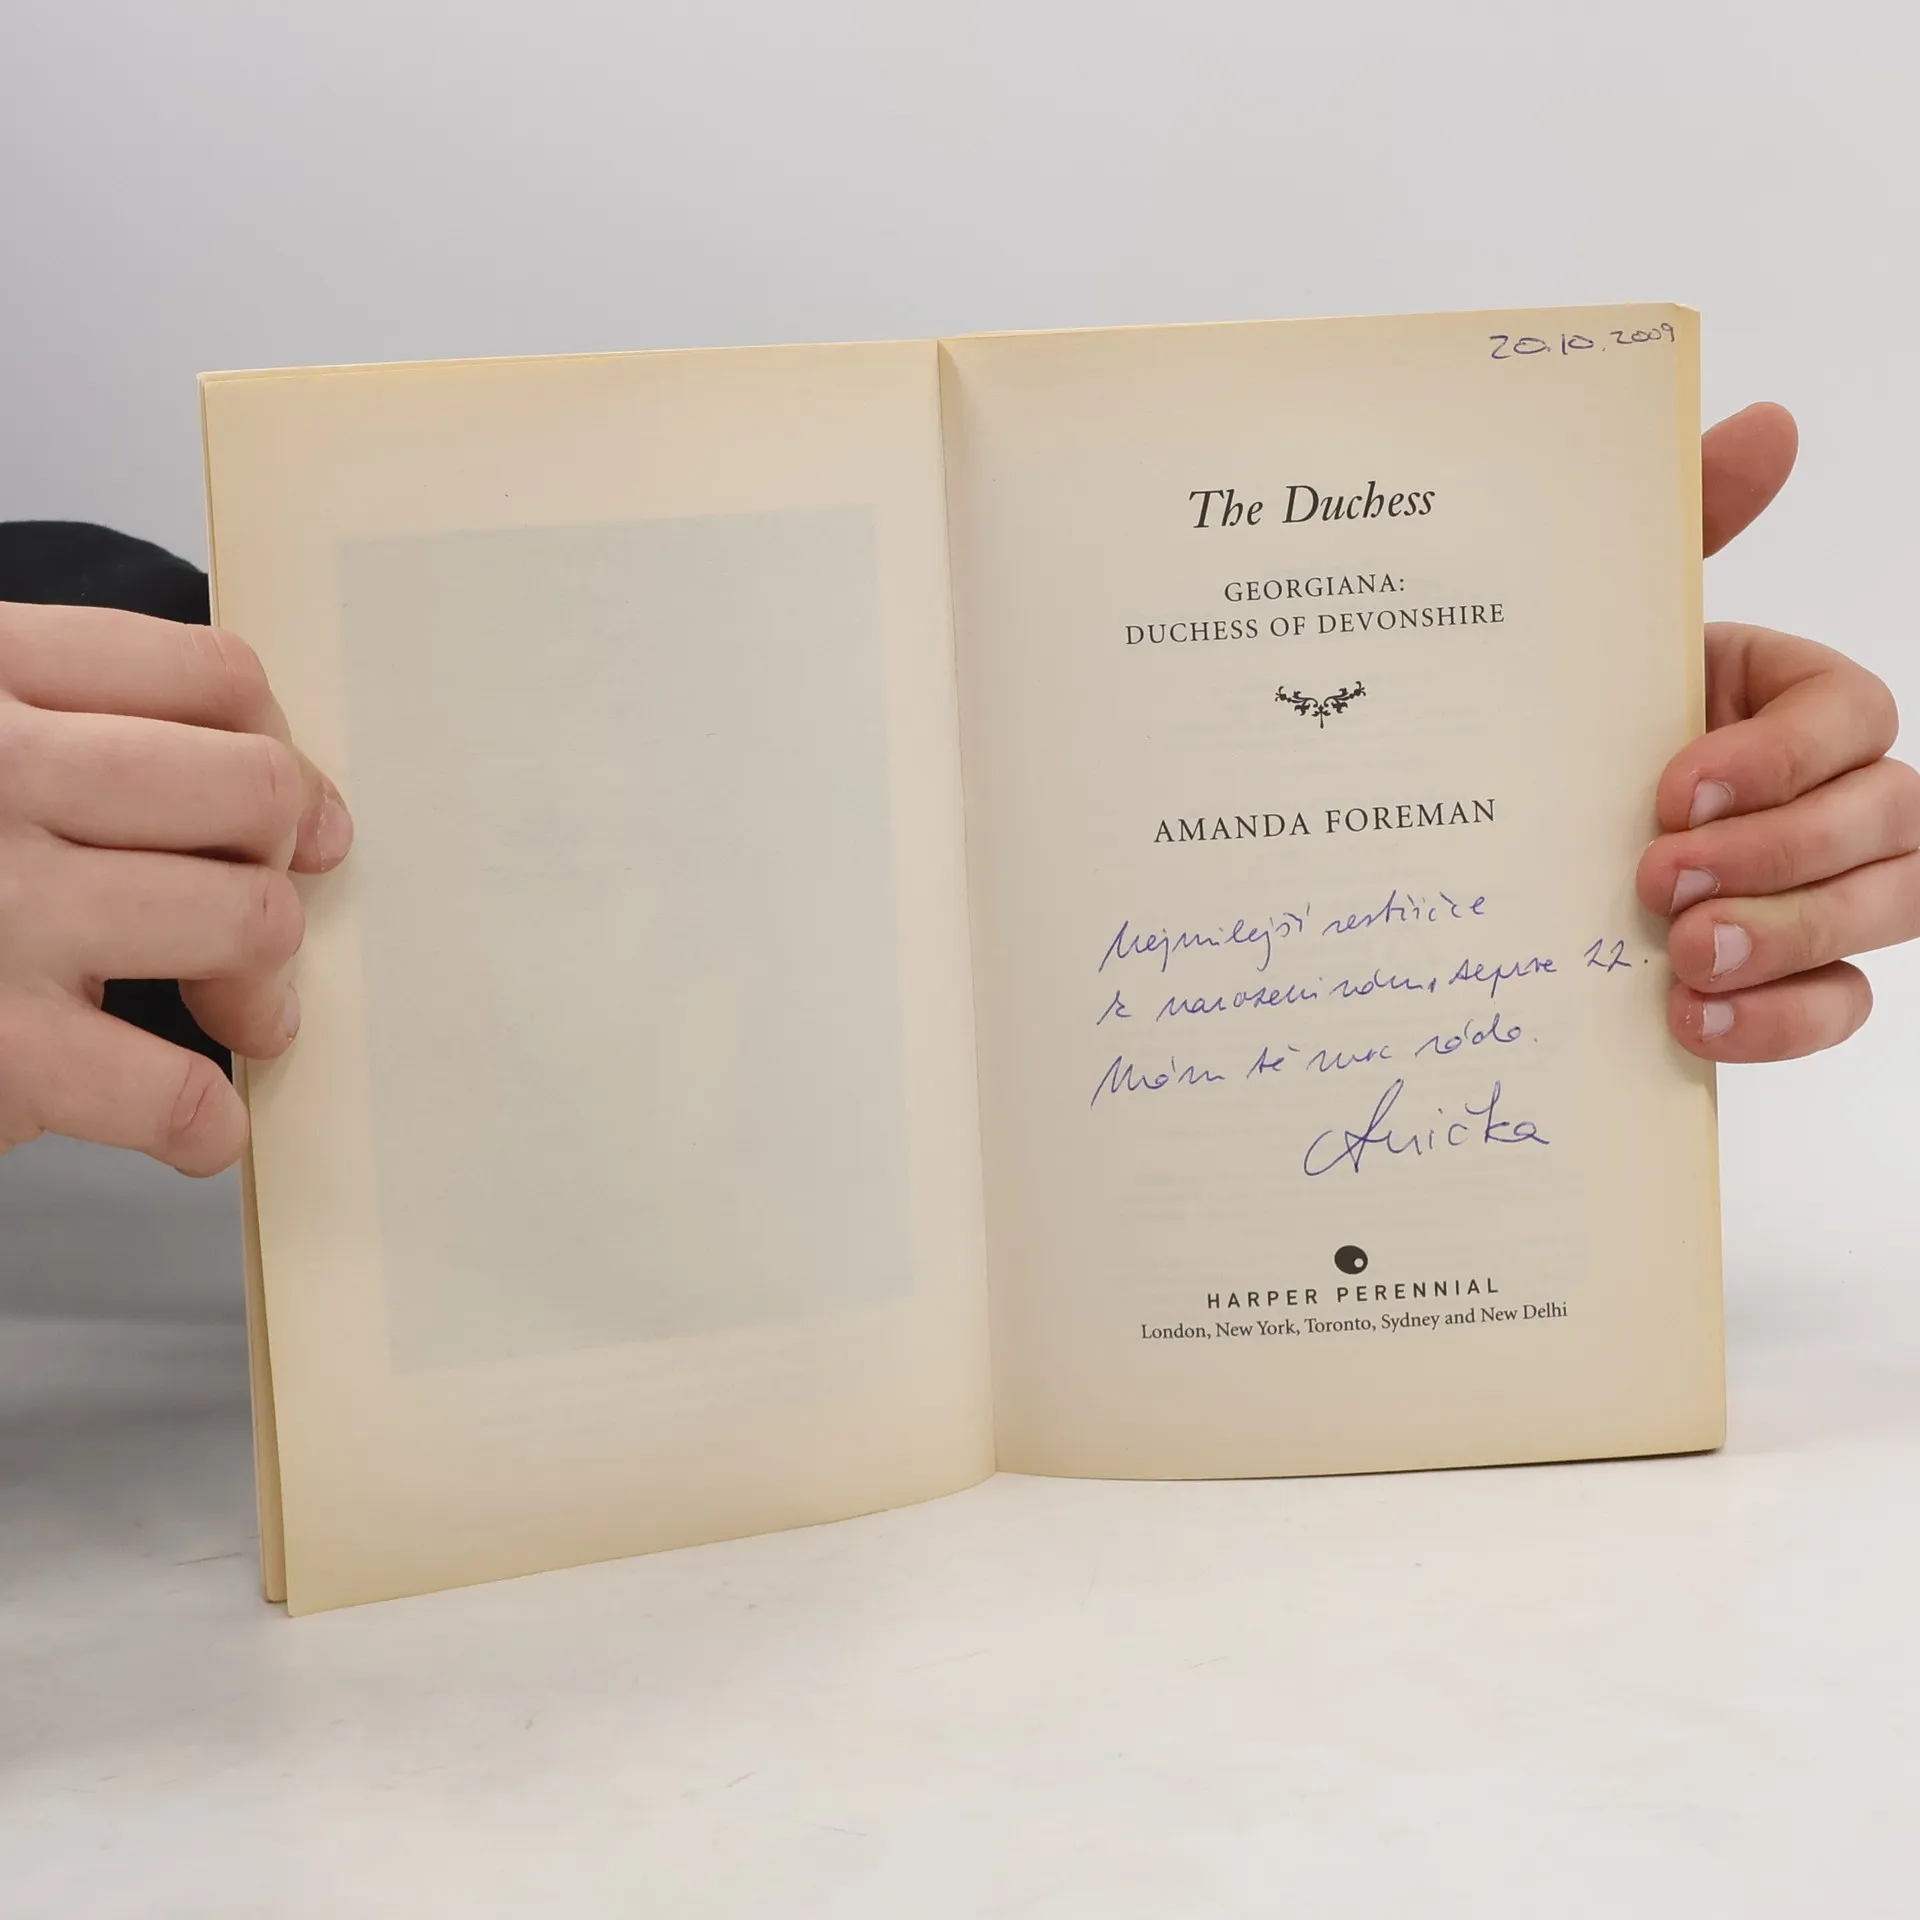 20.10.2009
The Duchess
GEORGIANA:
DUCHESS OF DEVONSHIRE
AMANDA FOREMAN
Nejmilejší sestřičce
k narozeninám, teprve 22.
Mám tě moc ráda.
Anička
HARPER PERENNIAL
London, New York, Toronto, Sydney and New Delhi